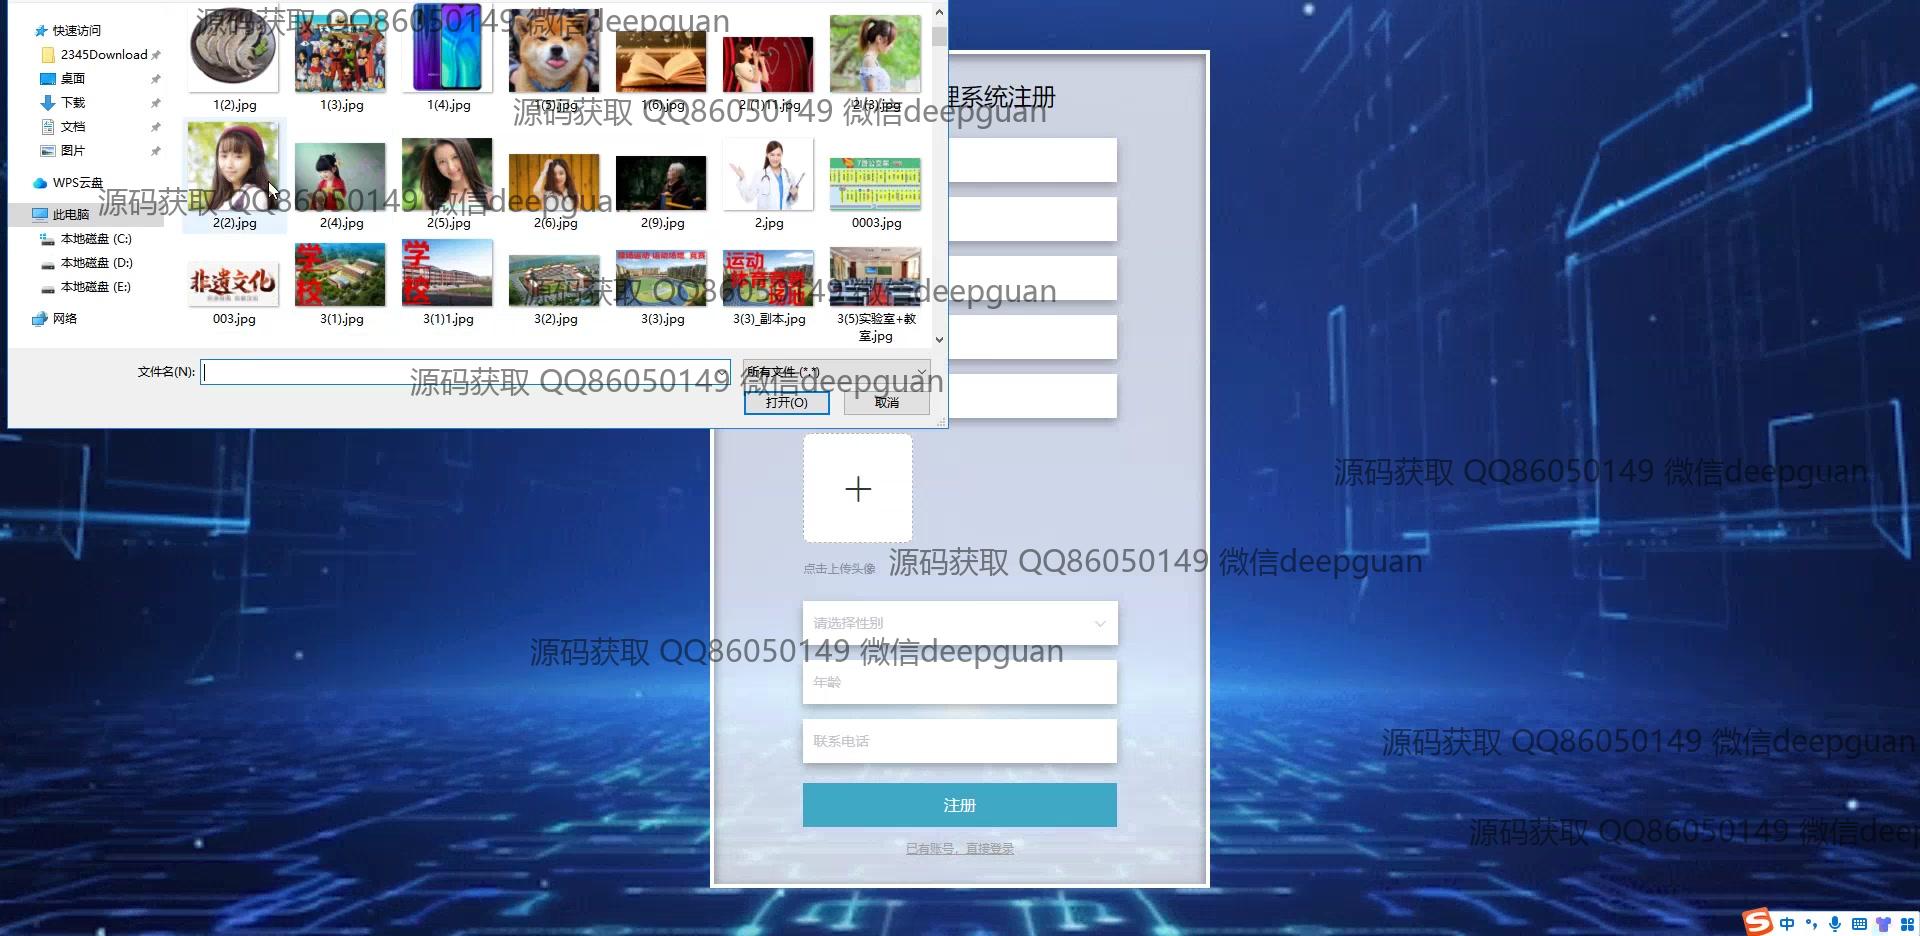 快速访问
2345Download
桌面
下载
文档
图片
WPS云盘
此电脑
本地磁盘 (C:)
本地磁盘 (D:)
本地磁盘 (E:)
网络
源码获取 QQ86050149 微信deepguan
1(2).jpg
1(3).jpg
1(4).jpg
1(5).jpg
1(6).jpg
2 (1)11.jpg
2 (3).jpg
源码获取 QQ86050149 微信deepguan
源码获取 QQ86050149 微信deepguan
2(2).jpg
2(4).jpg
2(5).jpg
2(6).jpg
2(9).jpg
2.jpg
0003.jpg
7路公交车
非遗文化
学校
学校
运动
源码获取 QQ86050149 微信deepguan
003.jpg
3(1).jpg
3(1)1.jpg
3(2).jpg
3(3).jpg
3(3)_副本.jpg
3(5)实验室+教
室.jpg
文件名(N):
所有文件 (*.*)
源码获取 QQ86050149 微信deepguan
打开(O)
取消
理系统注册
点击上传头像
源码获取 QQ86050149 微信deepguan
源码获取 QQ86050149 微信deepguan
请选择性别
源码获取 QQ86050149 微信deepguan
年龄
联系电话
源码获取 QQ86050149 微信deepguan
注册
源码获取 QQ86050149 微信deep
已有账号，直接登录
中